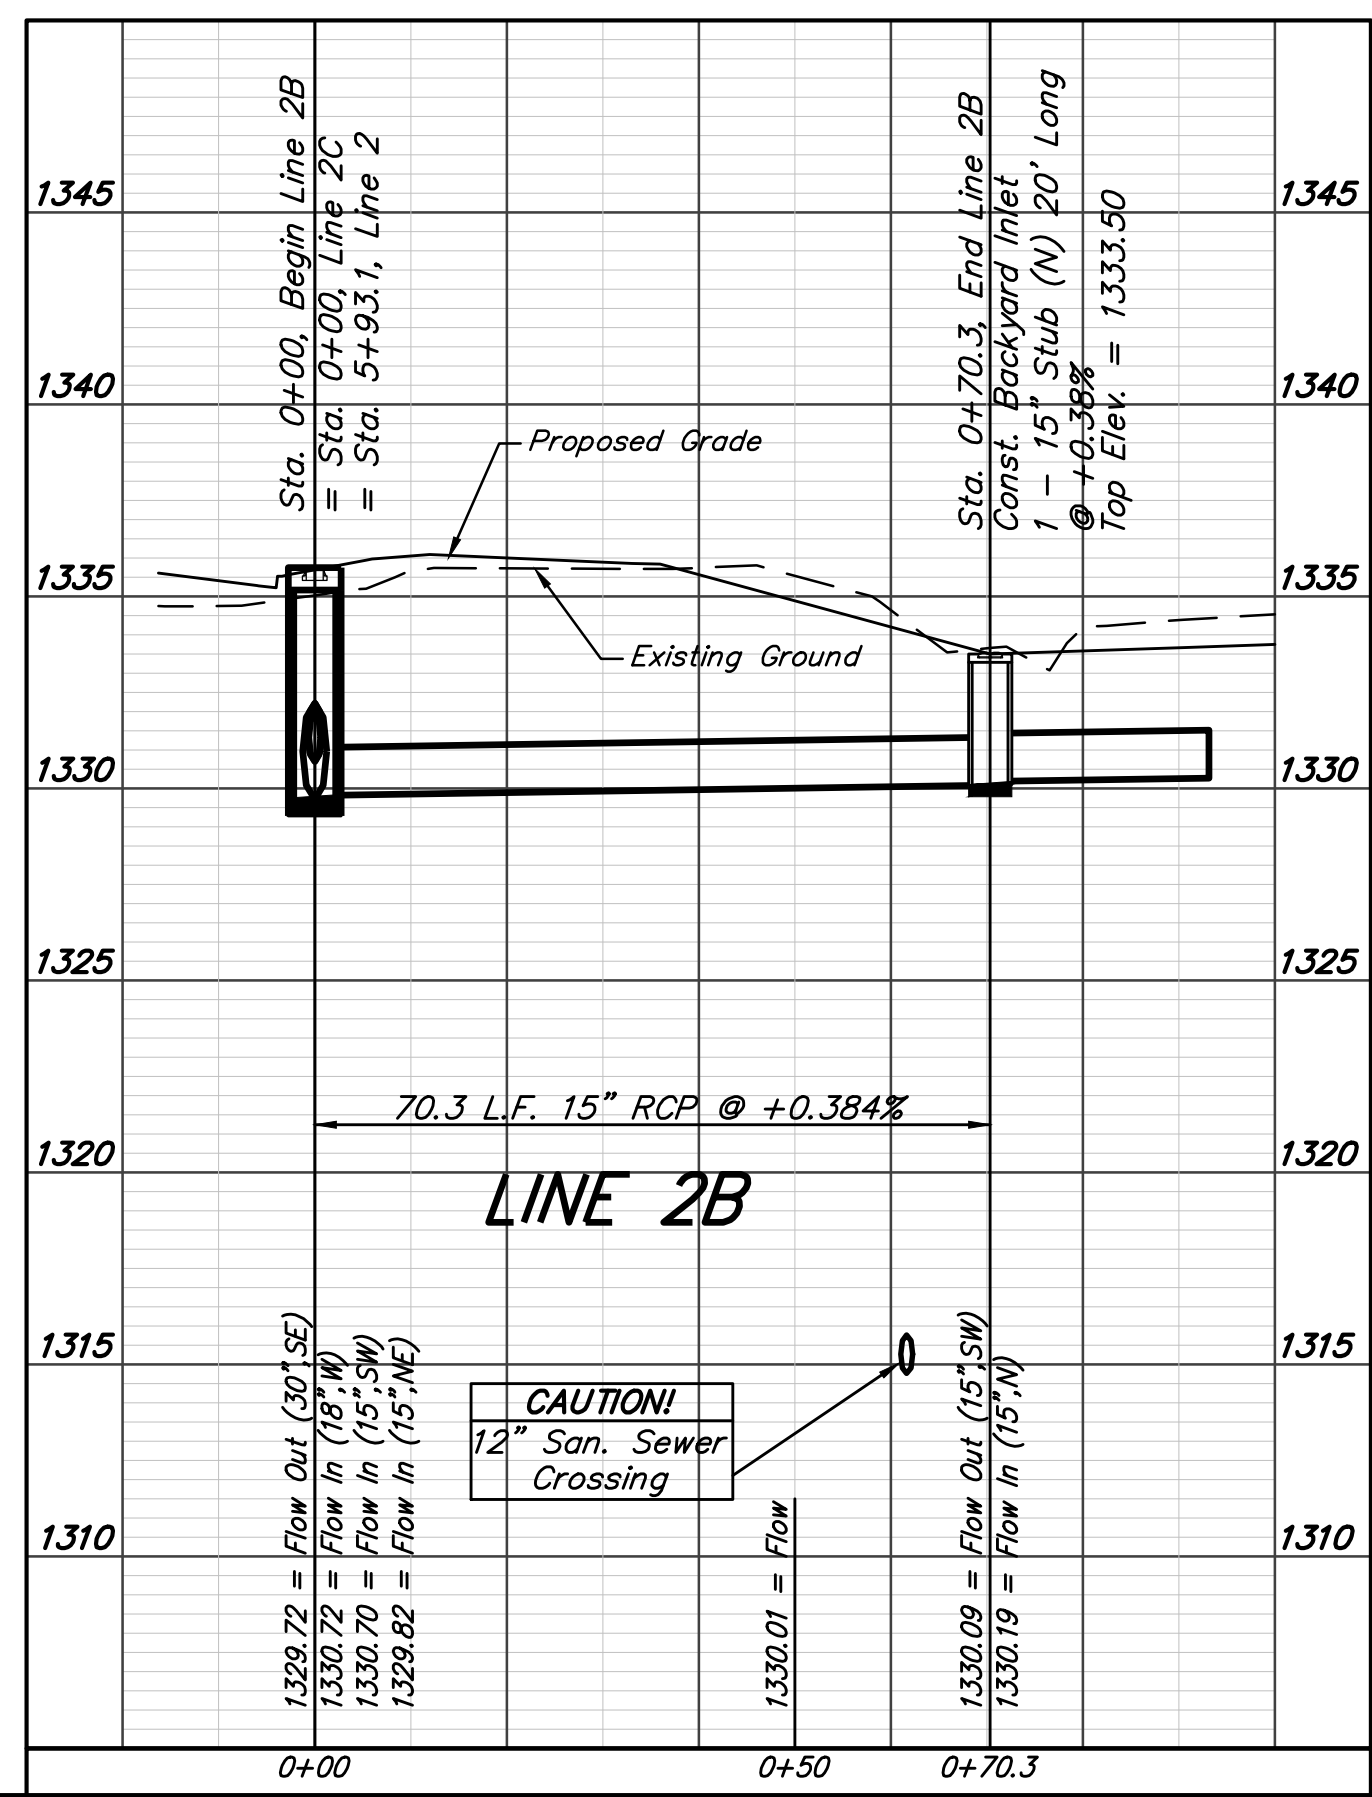 Sta. 0+00, Begin Line 2B
= Sta. 0+00, Line 2C
= Sta. 5+93.1, Line 2
Sta. 0+70.3, End Line 2B
Const. Backyard Inlet
1 - 15" Stub (N) 20' Long
@ +0.38%
Top Elev. = 1333.50
1345
1345
1340
1340
Proposed Grade
1335
1335
Existing Ground
1330
1330
1325
1325
70.3 L.F. 15" RCP @ +0.384%
1320
1320
LINE 2B
1315
1315
CAUTION!
12" San. Sewer
Crossing
1310
1310
1329.72 = Flow Out (30",SE)
1330.72 = Flow In (18",W)
1330.70 = Flow In (15",SW)
1329.82 = Flow In (15",NE)
1330.01 = Flow
1330.09 = Flow Out (15",SW)
1330.19 = Flow In (15",N)
0+00
0+50
0+70.3